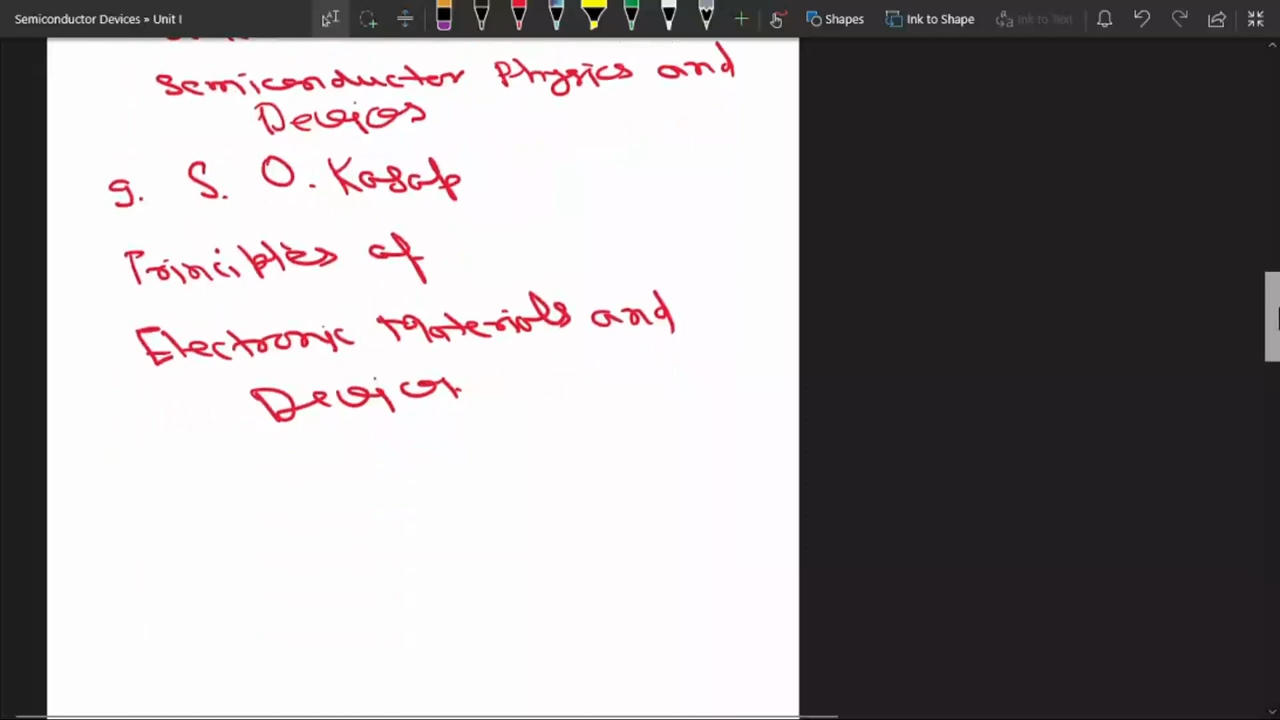 Semiconductor Devices » Unit I
Shapes
Ink to Shape
Ink to Text
Semiconductor Physics and
Devices
9. S. O. Kasap
Principles of
Electronic Materials and
Device